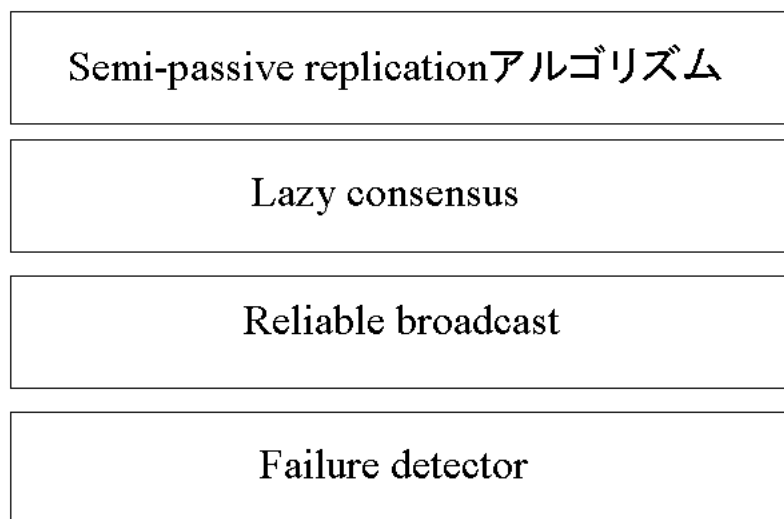 Semi-passive replicationアルゴリズム
Lazy consensus
Reliable broadcast
Failure detector